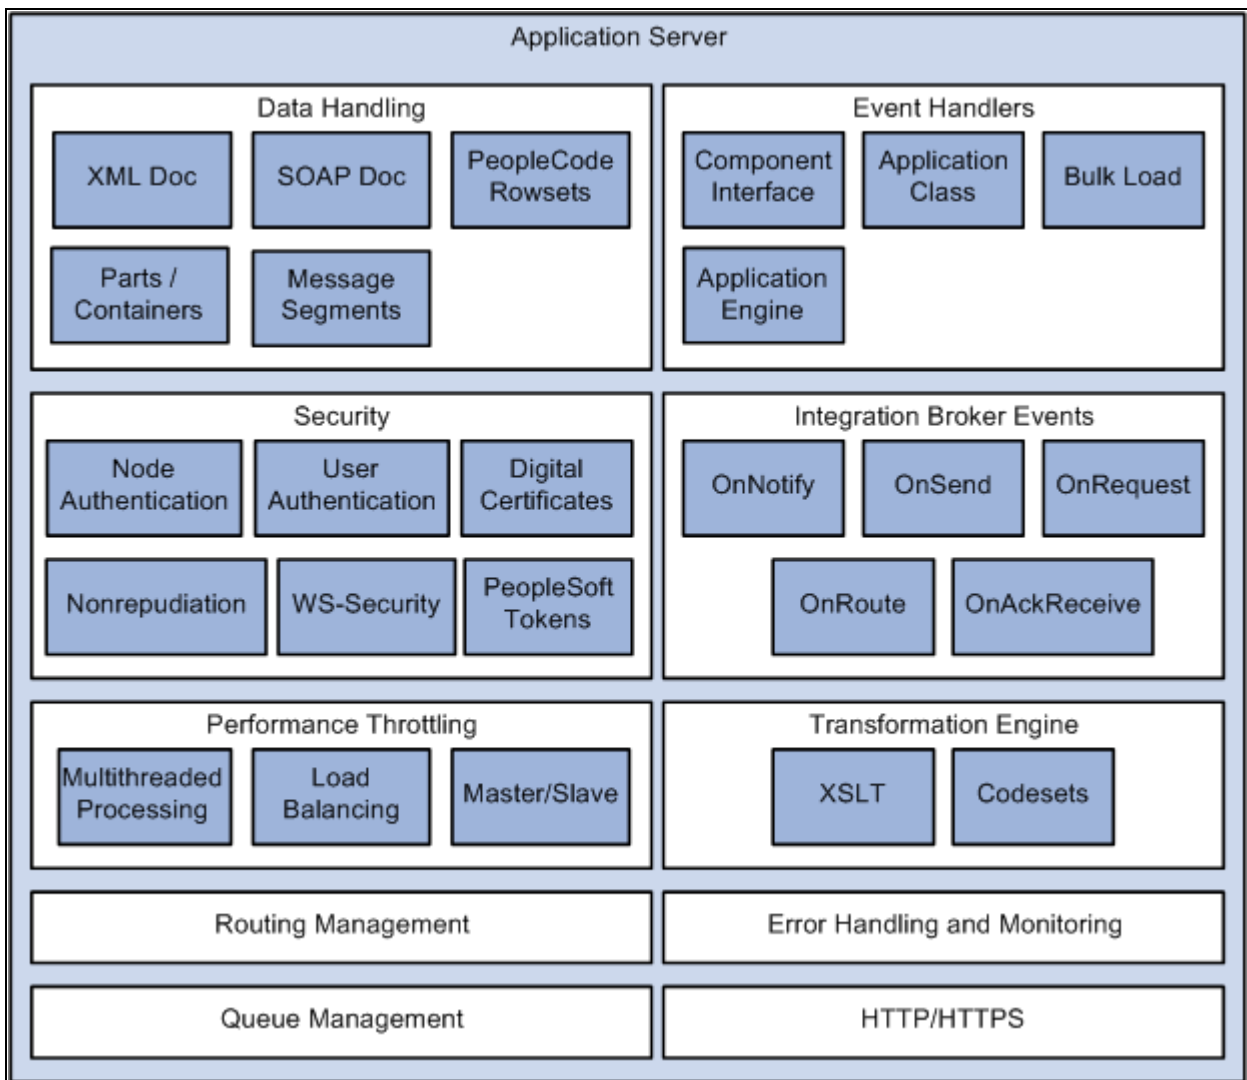 Application Server
Data Handling
XML Doc
SOAP Doc
PeopleCode
Rowsets
Parts /
Containers
Message
Segments
Event Handlers
Component
Interface
Application
Class
Bulk Load
Application
Engine
Security
Node
Authentication
User
Authentication
Digital
Certificates
Nonrepudiation
WS-Security
PeopleSoft
Tokens
Integration Broker Events
OnNotify
OnSend
OnRequest
OnRoute
OnAckReceive
Performance Throttling
Multithreaded
Processing
Load
Balancing
Master/Slave
Transformation Engine
XSLT
Codesets
Routing Management
Error Handling and Monitoring
Queue Management
HTTP/HTTPS